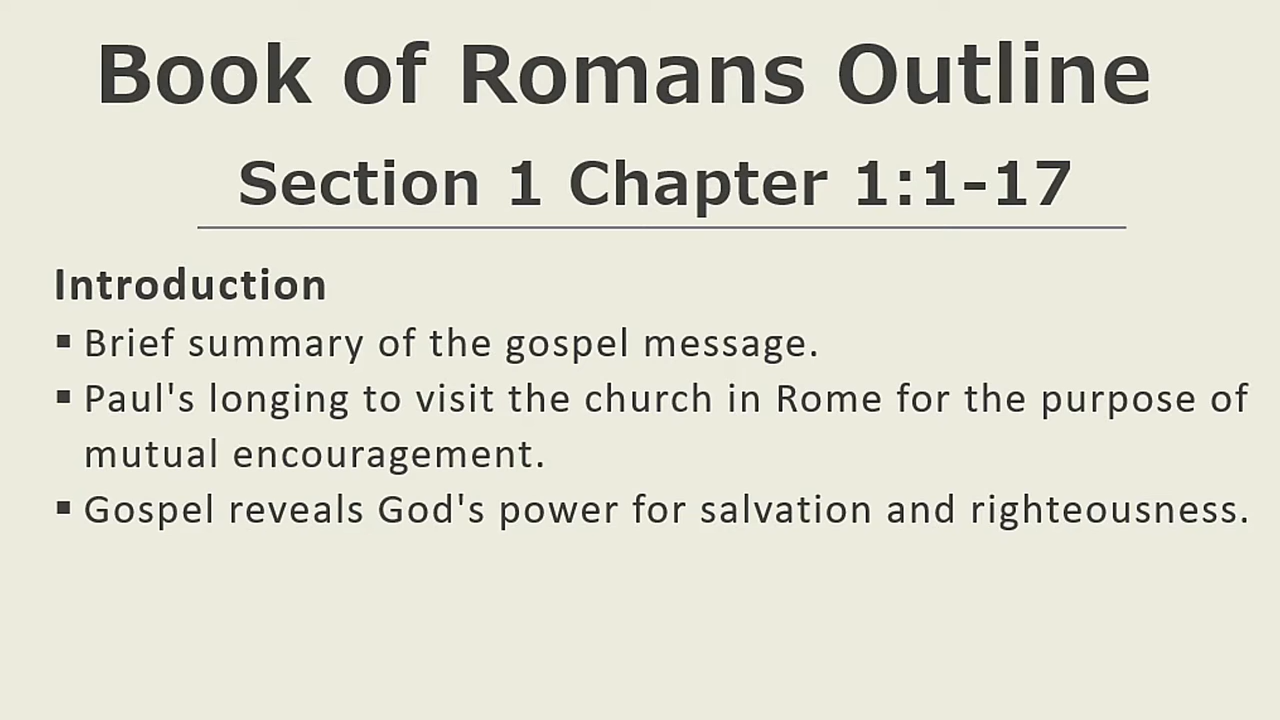 Book of Romans Outline
Section 1 Chapter 1:1-17
Introduction
▪ Brief summary of the gospel message.
▪ Paul's longing to visit the church in Rome for the purpose of
mutual encouragement.
▪ Gospel reveals God's power for salvation and righteousness.